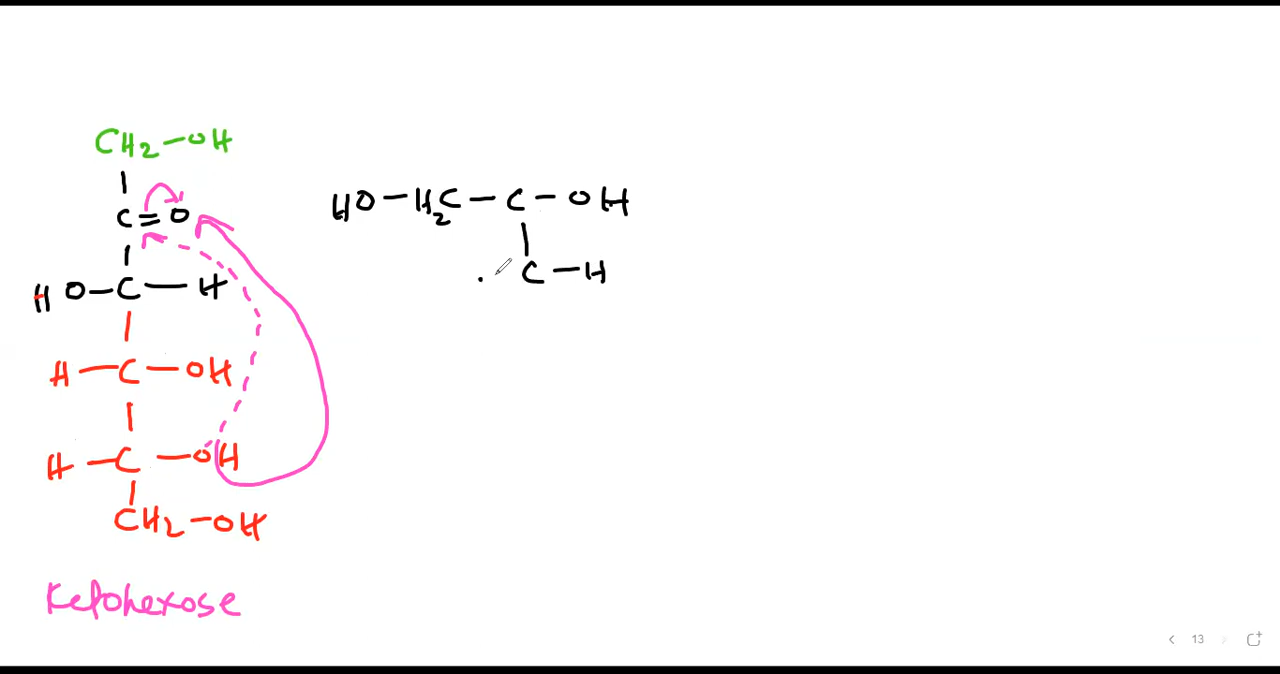 CH2-OH
C=O
HO-C-H
H-C-OH
H-C-OH
CH2-OH
Ketohexose
HO-H2C-C-OH
C-H
13